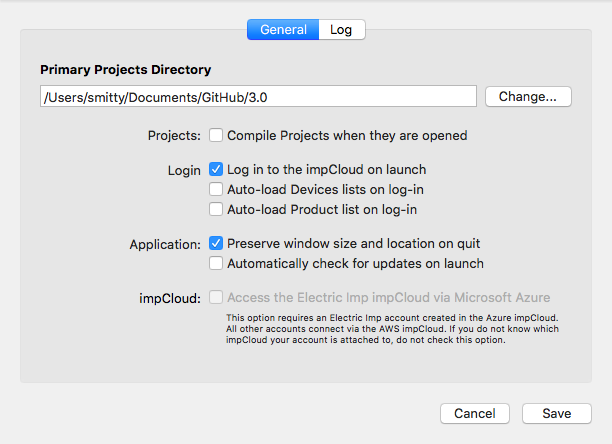 General Log
Primary Projects Directory
/Users/smitty/Documents/GitHub/3.0 Change...
Projects: Compile Projects when they are opened
Login Log in to the impCloud on launch
Auto-load Devices lists on log-in
Auto-load Product list on log-in
Application: Preserve window size and location on quit
Automatically check for updates on launch
impCloud: Access the Electric Imp impCloud via Microsoft Azure
This option requires an Electric Imp account created in the Azure impCloud.
All other accounts connect via the AWS impCloud. If you do not know which
impCloud your account is attached to, do not check this option.
Cancel Save